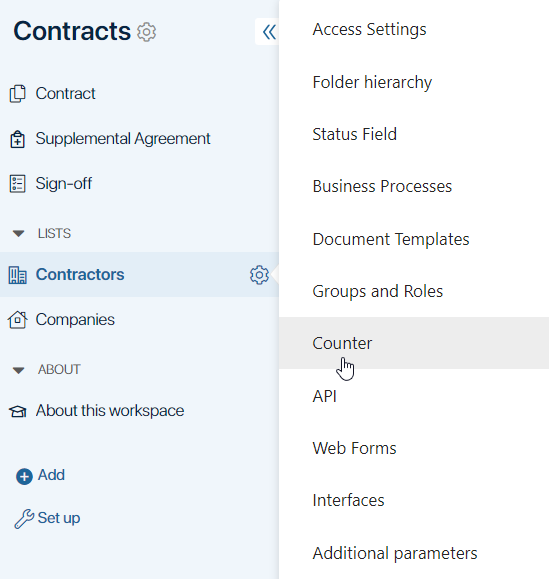 Contracts
Contract
Supplemental Agreement
Sign-off
LISTS
Contractors
Companies
ABOUT
About this workspace
Add
Set up
Access Settings
Folder hierarchy
Status Field
Business Processes
Document Templates
Groups and Roles
Counter
API
Web Forms
Interfaces
Additional parameters